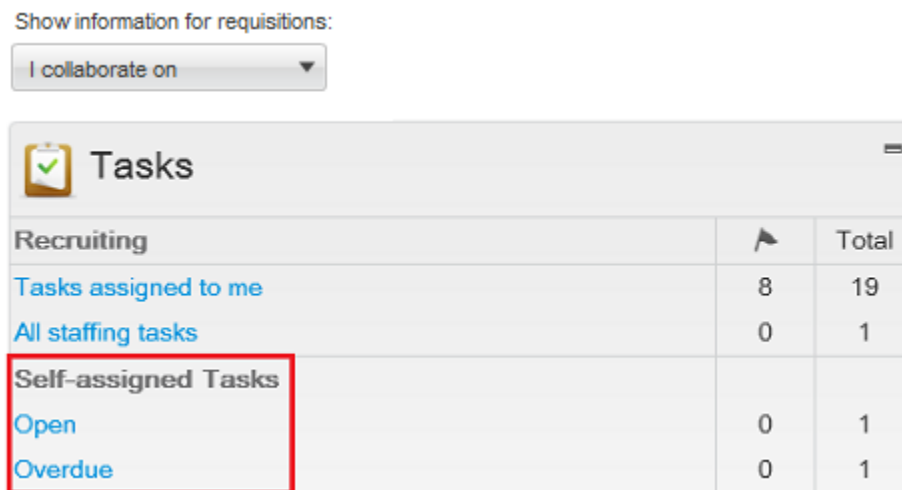 Show information for requisitions:
I collaborate on
Tasks
Recruiting Total
Tasks assigned to me 8 19
All staffing tasks 0 1
Self-assigned Tasks
Open 0 1
Overdue 0 1